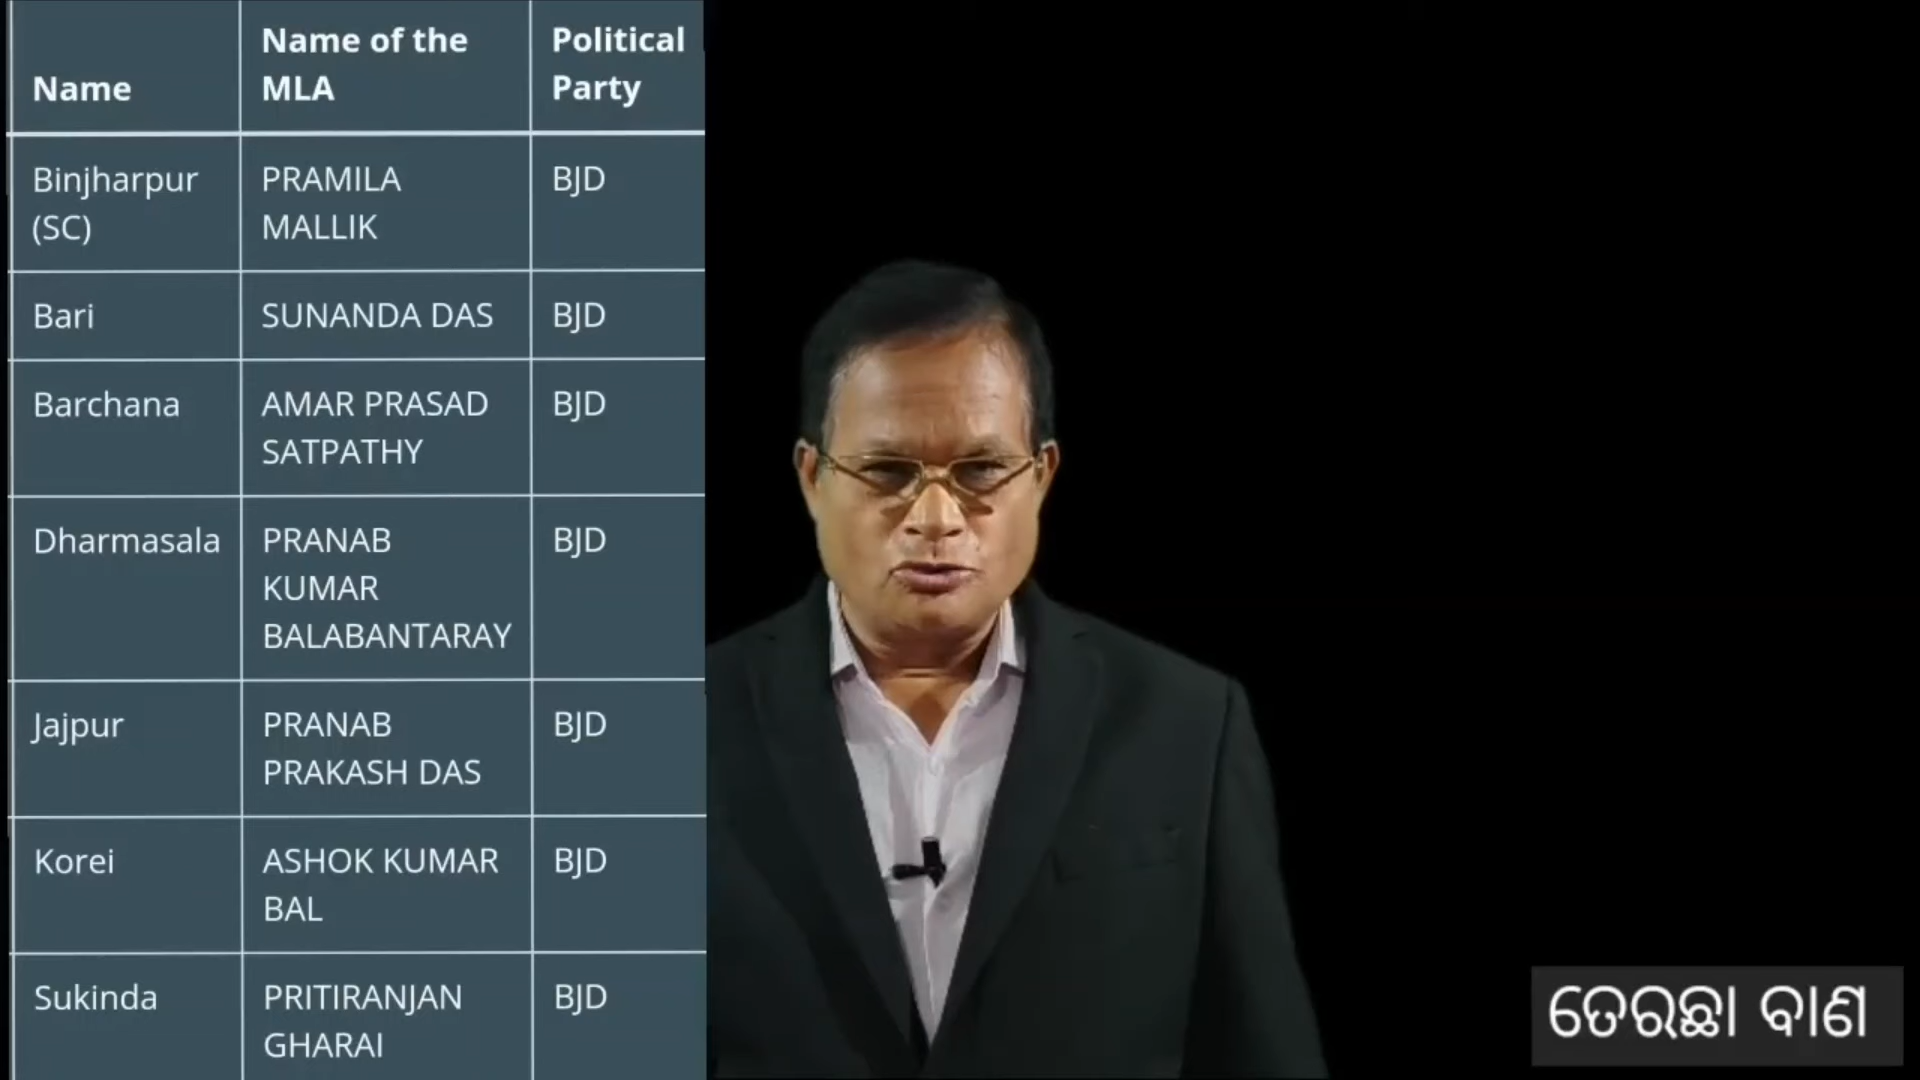 Name
Name of the
MLA
Political
Party
Binjharpur
(SC)
PRAMILA
MALLIK
BJD
Bari
SUNANDA DAS
BJD
Barchana
AMAR PRASAD
SATPATHY
BJD
Dharmasala
PRANAB
KUMAR
BALABANTARAY
BJD
Jajpur
PRANAB
PRAKASH DAS
BJD
Korei
ASHOK KUMAR
BAL
BJD
Sukinda
PRITIRANJAN
GHARAI
BJD
ତେରଛା ବାଣ